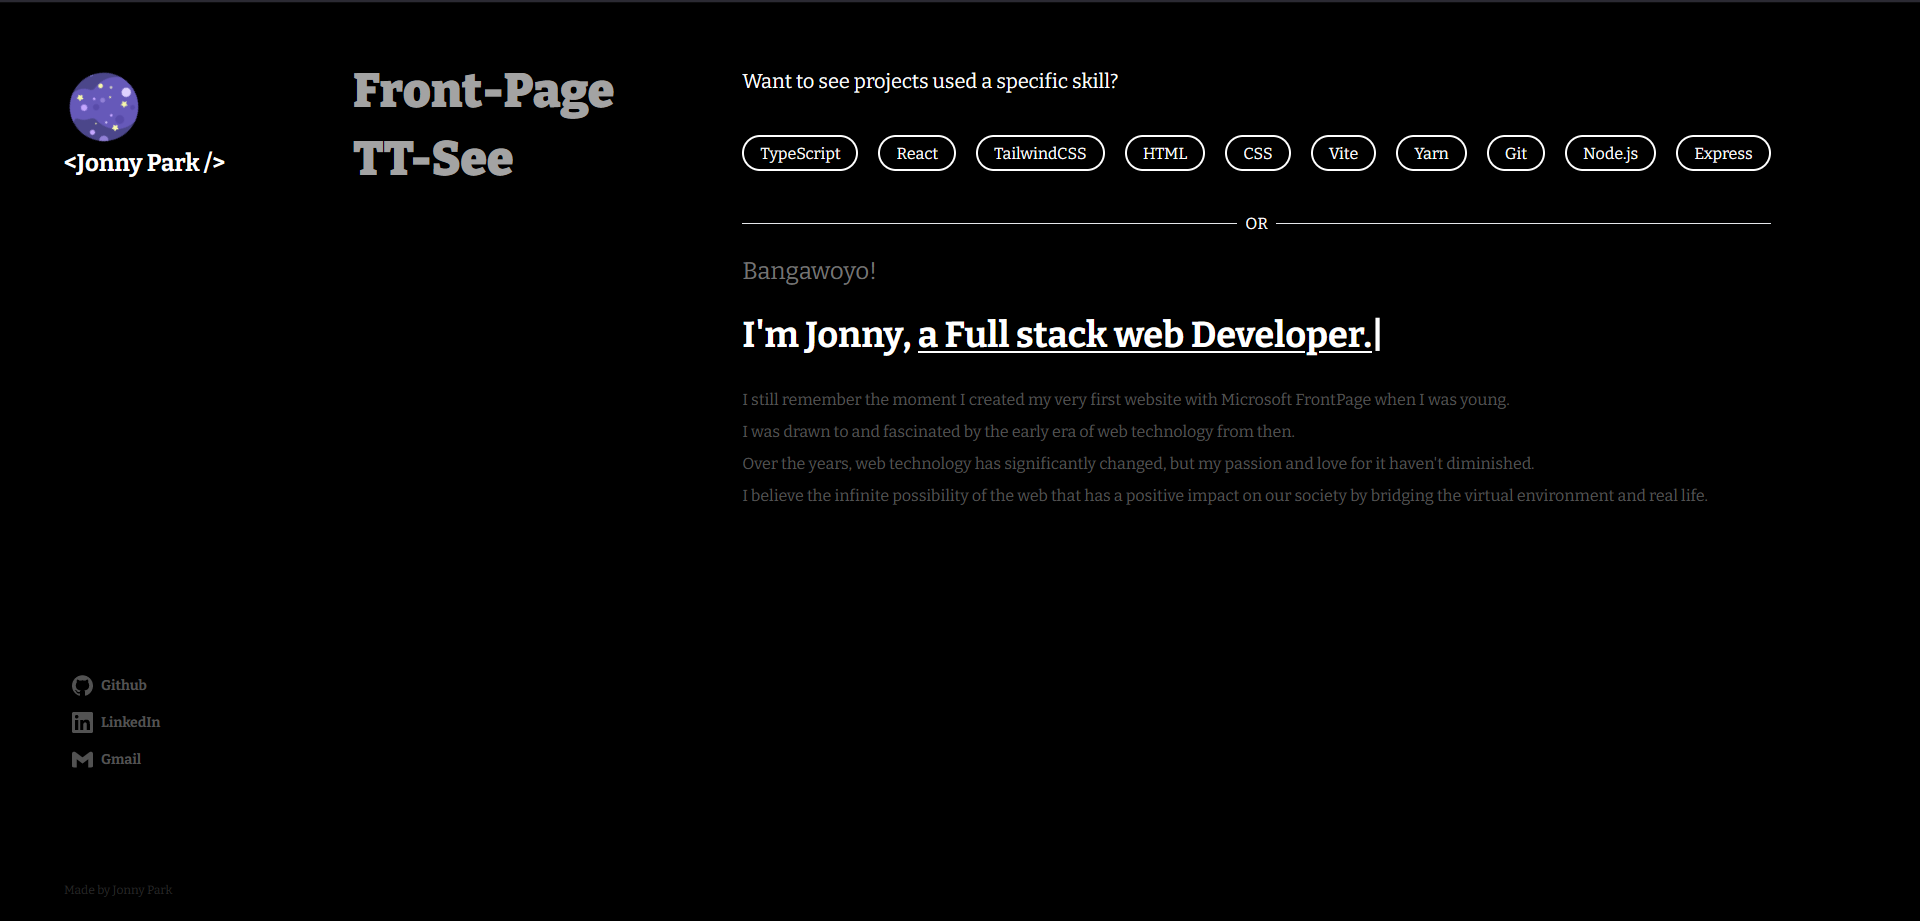 <Jonny Park />
Front-Page
TT-See
Want to see projects used a specific skill?
TypeScript React TailwindCSS HTML CSS Vite Yarn Git Node.js Express
OR
Bangawoyo!
I'm Jonny, a Full stack web Developer.|
I still remember the moment I created my very first website with Microsoft FrontPage when I was young.
I was drawn to and fascinated by the early era of web technology from then.
Over the years, web technology has significantly changed, but my passion and love for it haven't diminished.
I believe the infinite possibility of the web that has a positive impact on our society by bridging the virtual environment and real life.
Github
LinkedIn
Gmail
Made by Jonny Park